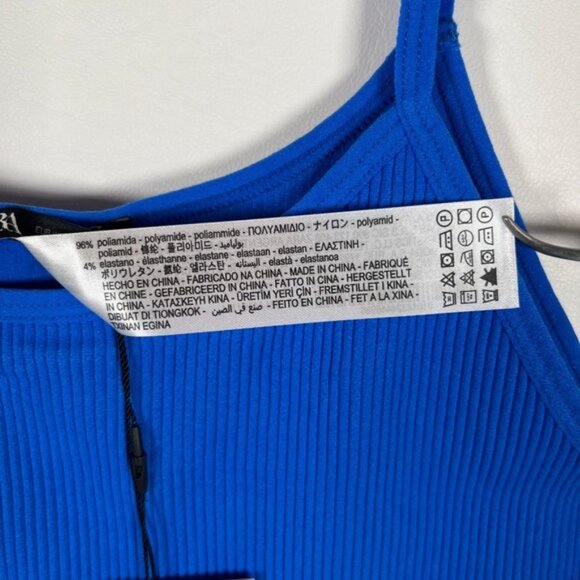 96% poliamida - polyamide - poliammide - ΠΟΛΥΑΜΙΔΙΟ - ナイロン - polyamid -
poliamid - 锦纶 - 폴리아미드 - بولياميد
4% elastano - élasthanne - elastane - elastaan - elastan - ΕΛΑΣΤΙΝΗ -
ポリウレタン - 氨纶 - 엘라스탄 - الیستانه - elastà - elastanoa
HECHO EN CHINA - FABRICADO NA CHINA - MADE IN CHINA - FABRIQUÉ
EN CHINE - GEFABRICEERD IN CHINA - FATTO IN CINA - HERGESTELLT
IN CHINA - ΚΑΤΑΣΚΕΥΗ ΚΙΝΑ - ÜRETİM YERİ ÇİN - FREMSTILLET I KINA -
DIBUAT DI TIONGKOK - صنع في الصين - FEITO EN CHINA - FET A LA XINA -
TXINAN EGINA